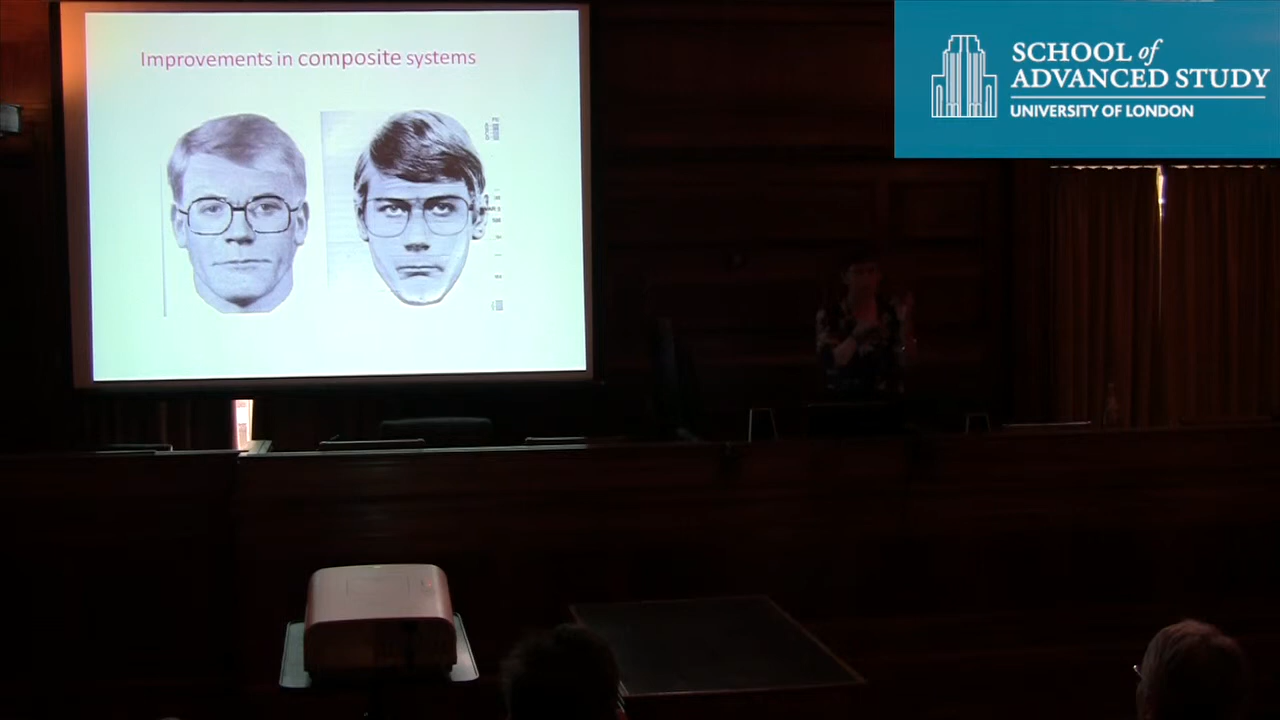 Improvements in composite systems
SCHOOL of
ADVANCED STUDY
UNIVERSITY OF LONDON